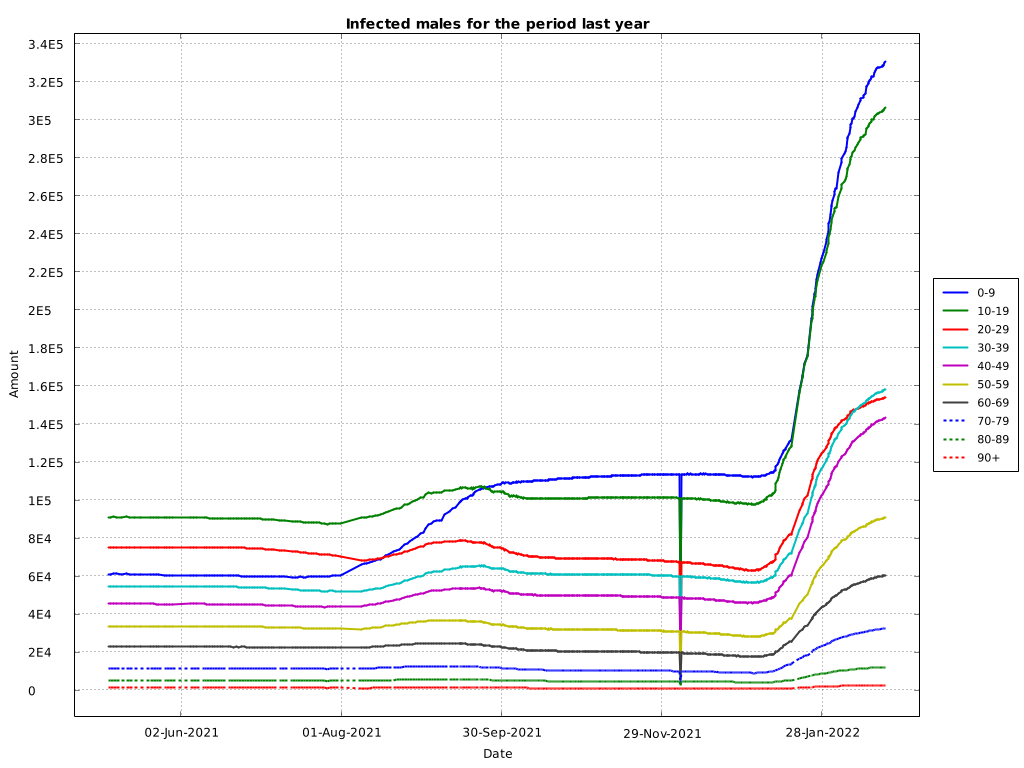 Infected males for the period last year
3.4E5
3.2E5
3E5
2.8E5
2.6E5
2.4E5
2.2E5
2E5
1.8E5
1.6E5
1.4E5
1.2E5
1E5
8E4
6E4
4E4
2E4
0
Amount
02-Jun-2021
01-Aug-2021
30-Sep-2021
29-Nov-2021
28-Jan-2022
Date
0-9
10-19
20-29
30-39
40-49
50-59
60-69
70-79
80-89
90+